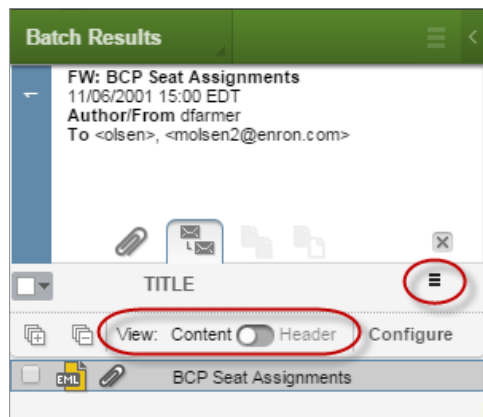 Batch Results
1
FW: BCP Seat Assignments
11/06/2001 15:00 EDT
Author/From dfarmer
To <olsen>, <molsen2@enron.com>
TITLE
View: Content Header Configure
EML BCP Seat Assignments